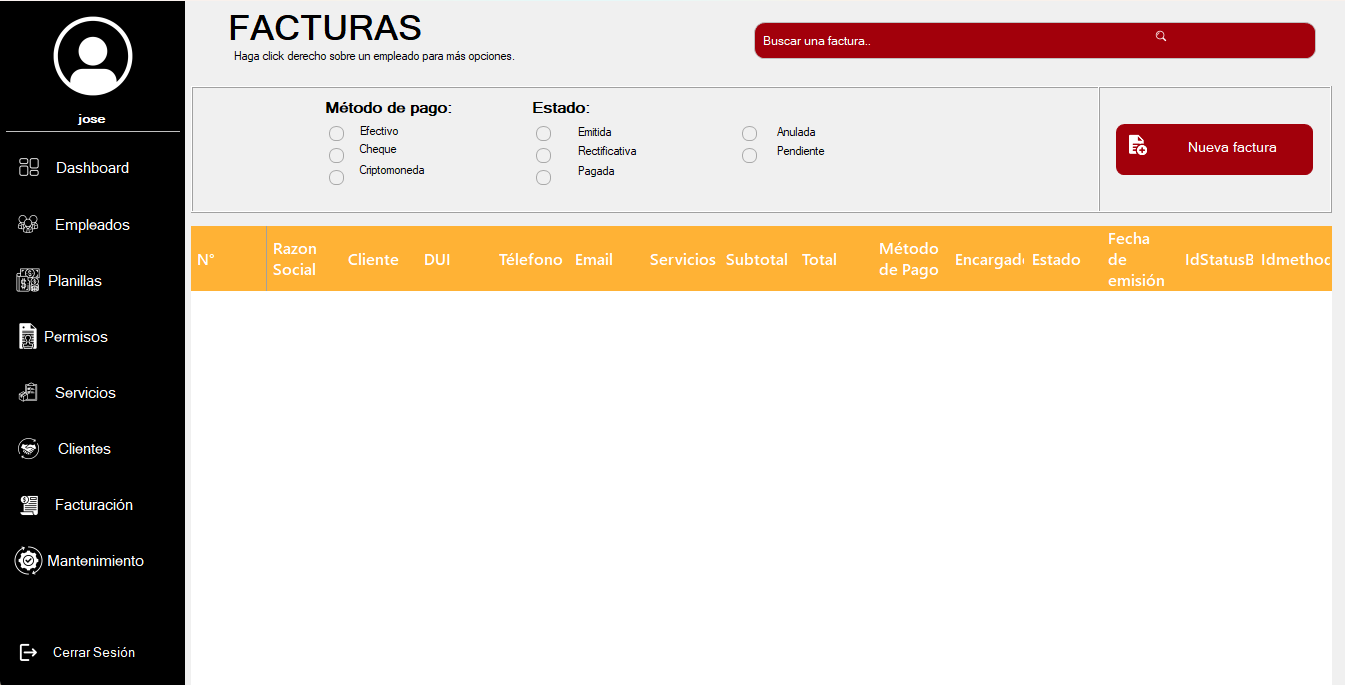 jose
Dashboard
Empleados
Planillas
Permisos
Servicios
Clientes
Facturación
Mantenimiento
Cerrar Sesión
FACTURAS
Haga click derecho sobre un empleado para más opciones.
Buscar una factura..
Método de pago:
Efectivo
Cheque
Criptomoneda
Estado:
Emitida
Rectificativa
Pagada
Anulada
Pendiente
Nueva factura
N°
Razon
Social
Cliente
DUI
Télefono
Email
Servicios
Subtotal
Total
Método
de Pago
Encargado
Estado
Fecha
de
emisión
IdStatusB
Idmethod